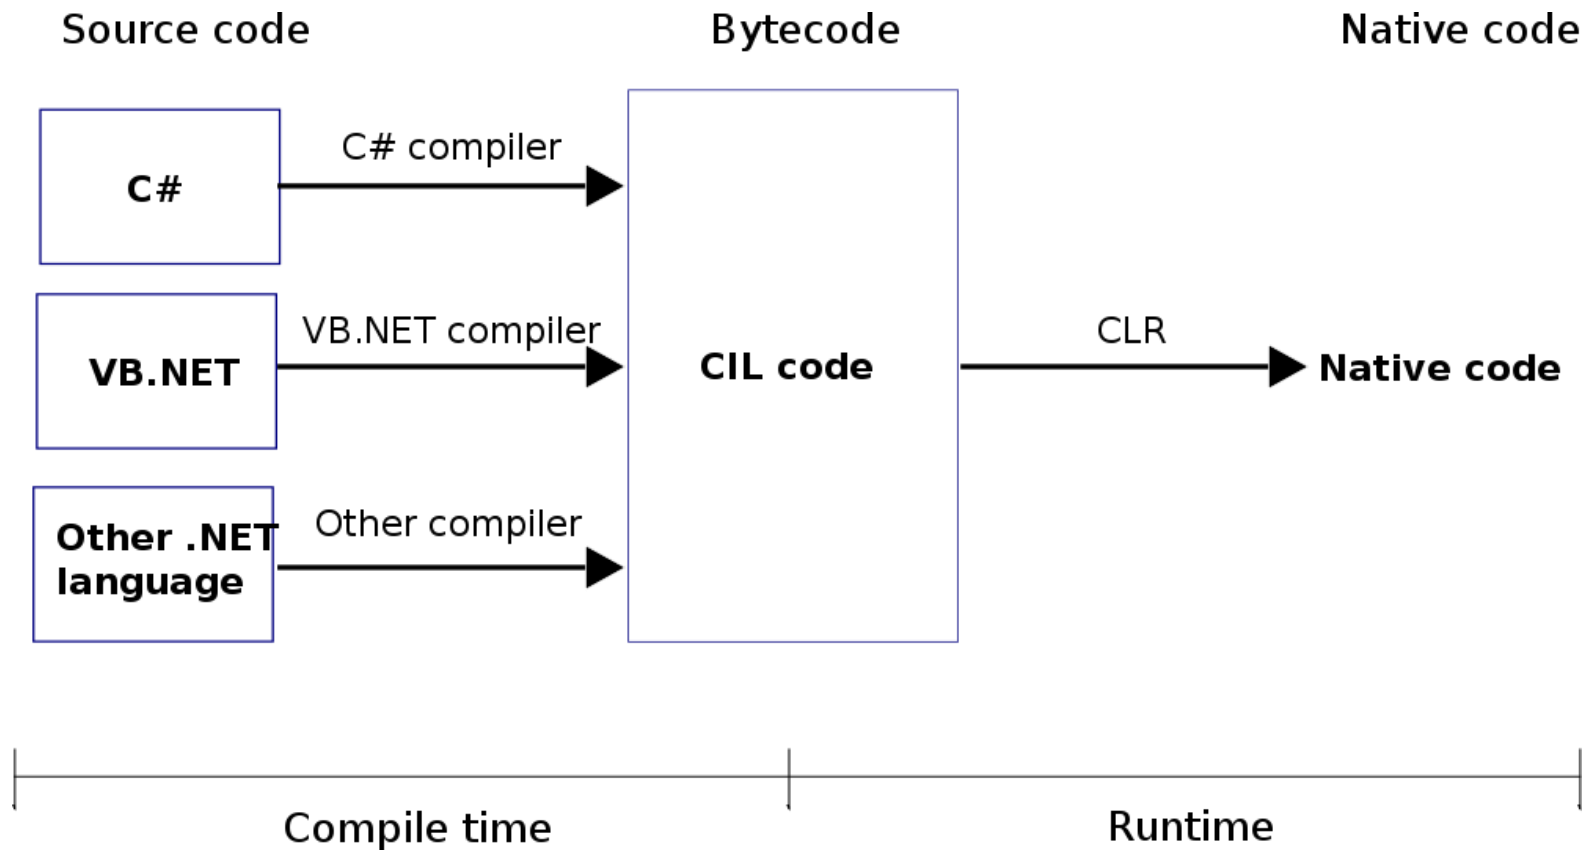 Source code
Bytecode
Native code
C#
C# compiler
VB.NET
VB.NET compiler
CIL code
CLR
Native code
Other .NET
language
Other compiler
Compile time
Runtime